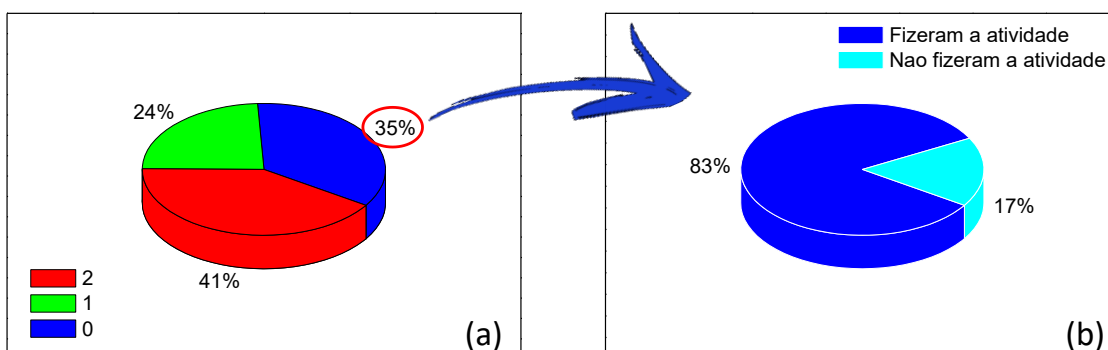 24%
35%
41%
2
1
0
(a)
Fizeram a atividade
Nao fizeram a atividade
83%
17%
(b)